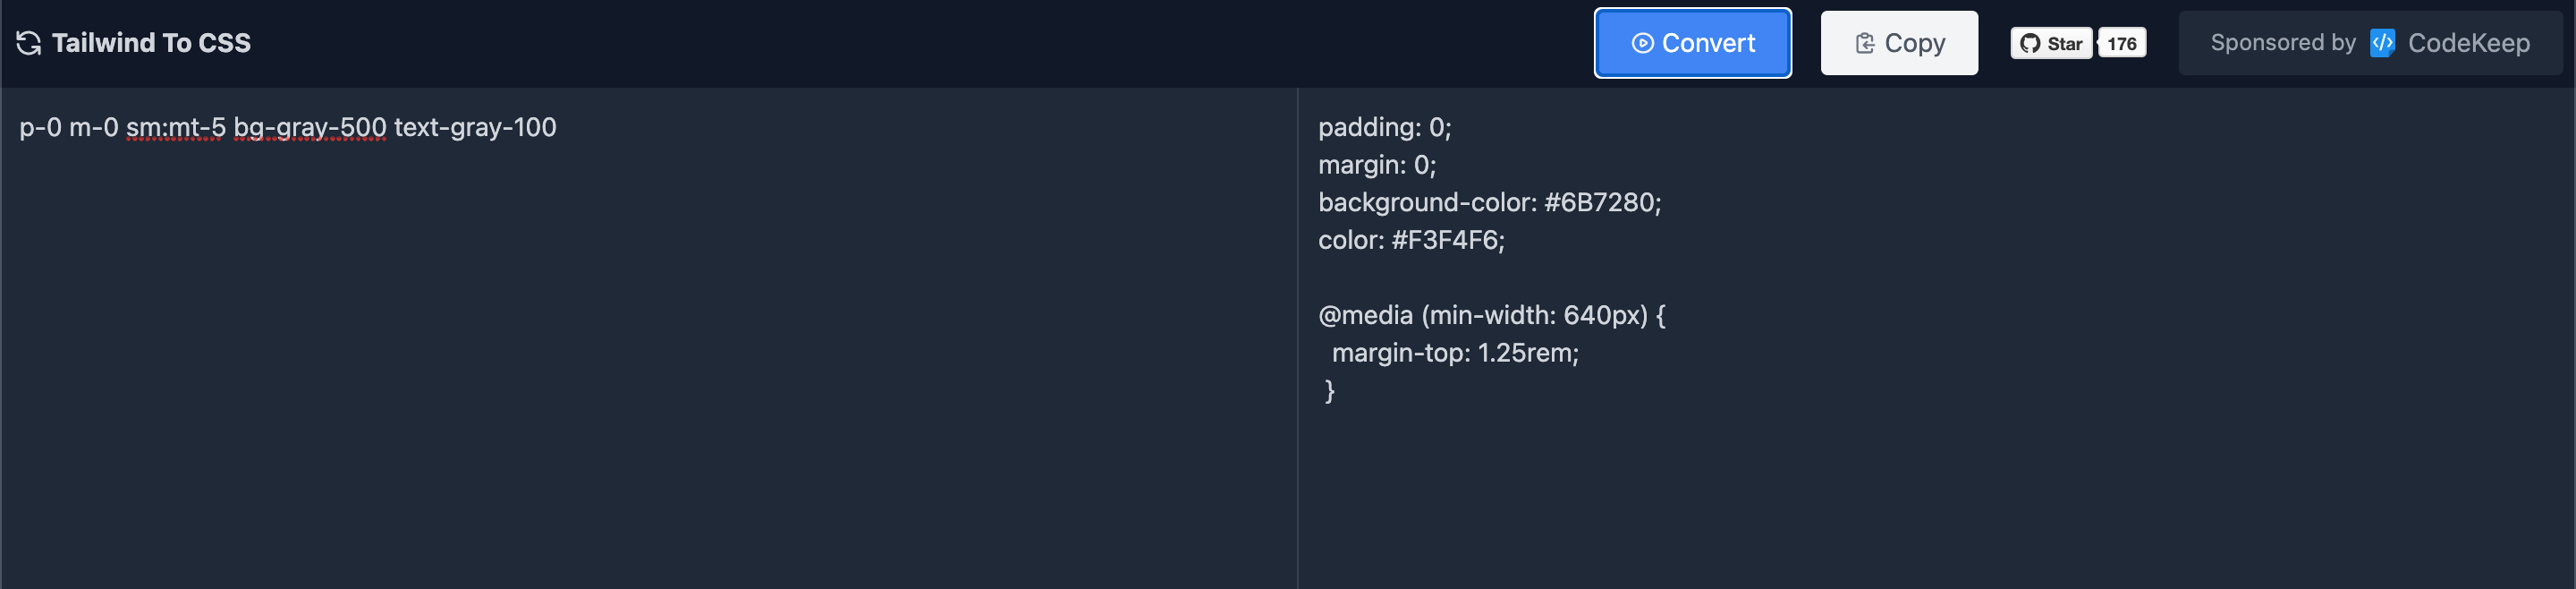 Tailwind To CSS
Convert
Copy
Star
176
Sponsored by </> CodeKeep
p-0 m-0 sm:mt-5 bg-gray-500 text-gray-100
padding: 0;
margin: 0;
background-color: #6B7280;
color: #F3F4F6;
@media (min-width: 640px) {
margin-top: 1.25rem;
}